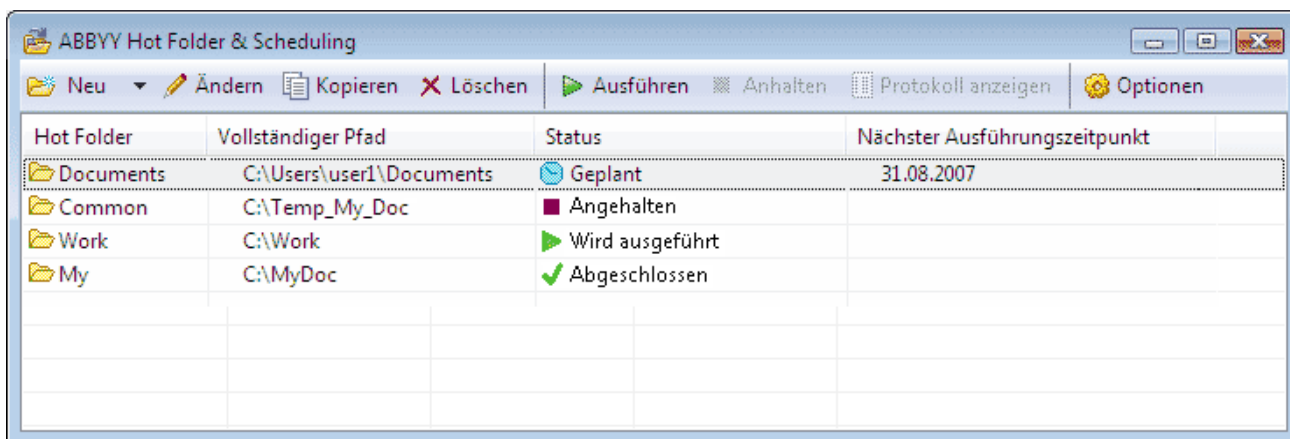 ABBYY Hot Folder & Scheduling
Neu Ändern Kopieren Löschen Ausführen Anhalten Protokoll anzeigen Optionen
Hot Folder Vollständiger Pfad Status Nächster Ausführungszeitpunkt
Documents C:\Users\user1\Documents Geplant 31.08.2007
Common C:\Temp_My_Doc Angehalten
Work C:\Work Wird ausgeführt
My C:\MyDoc Abgeschlossen